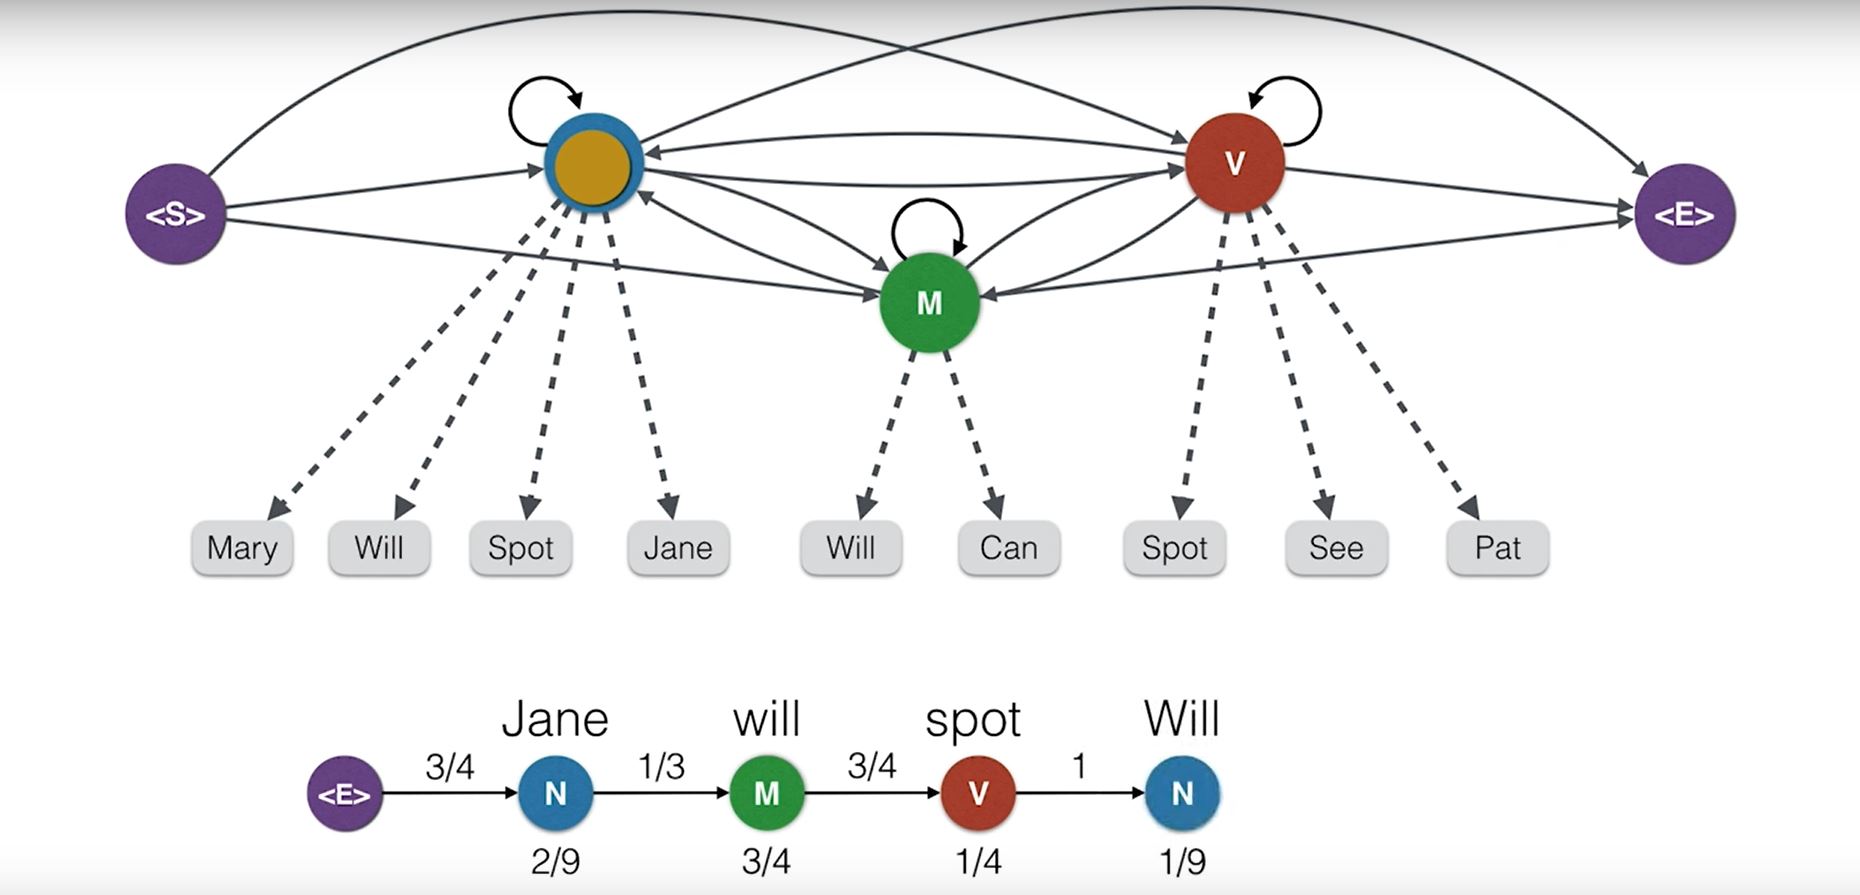 V
<S>
<E>
M
Mary Will Spot Jane Will Can Spot See Pat
Jane will spot Will
3/4 1/3 3/4 1
<E> N M V N
2/9 3/4 1/4 1/9